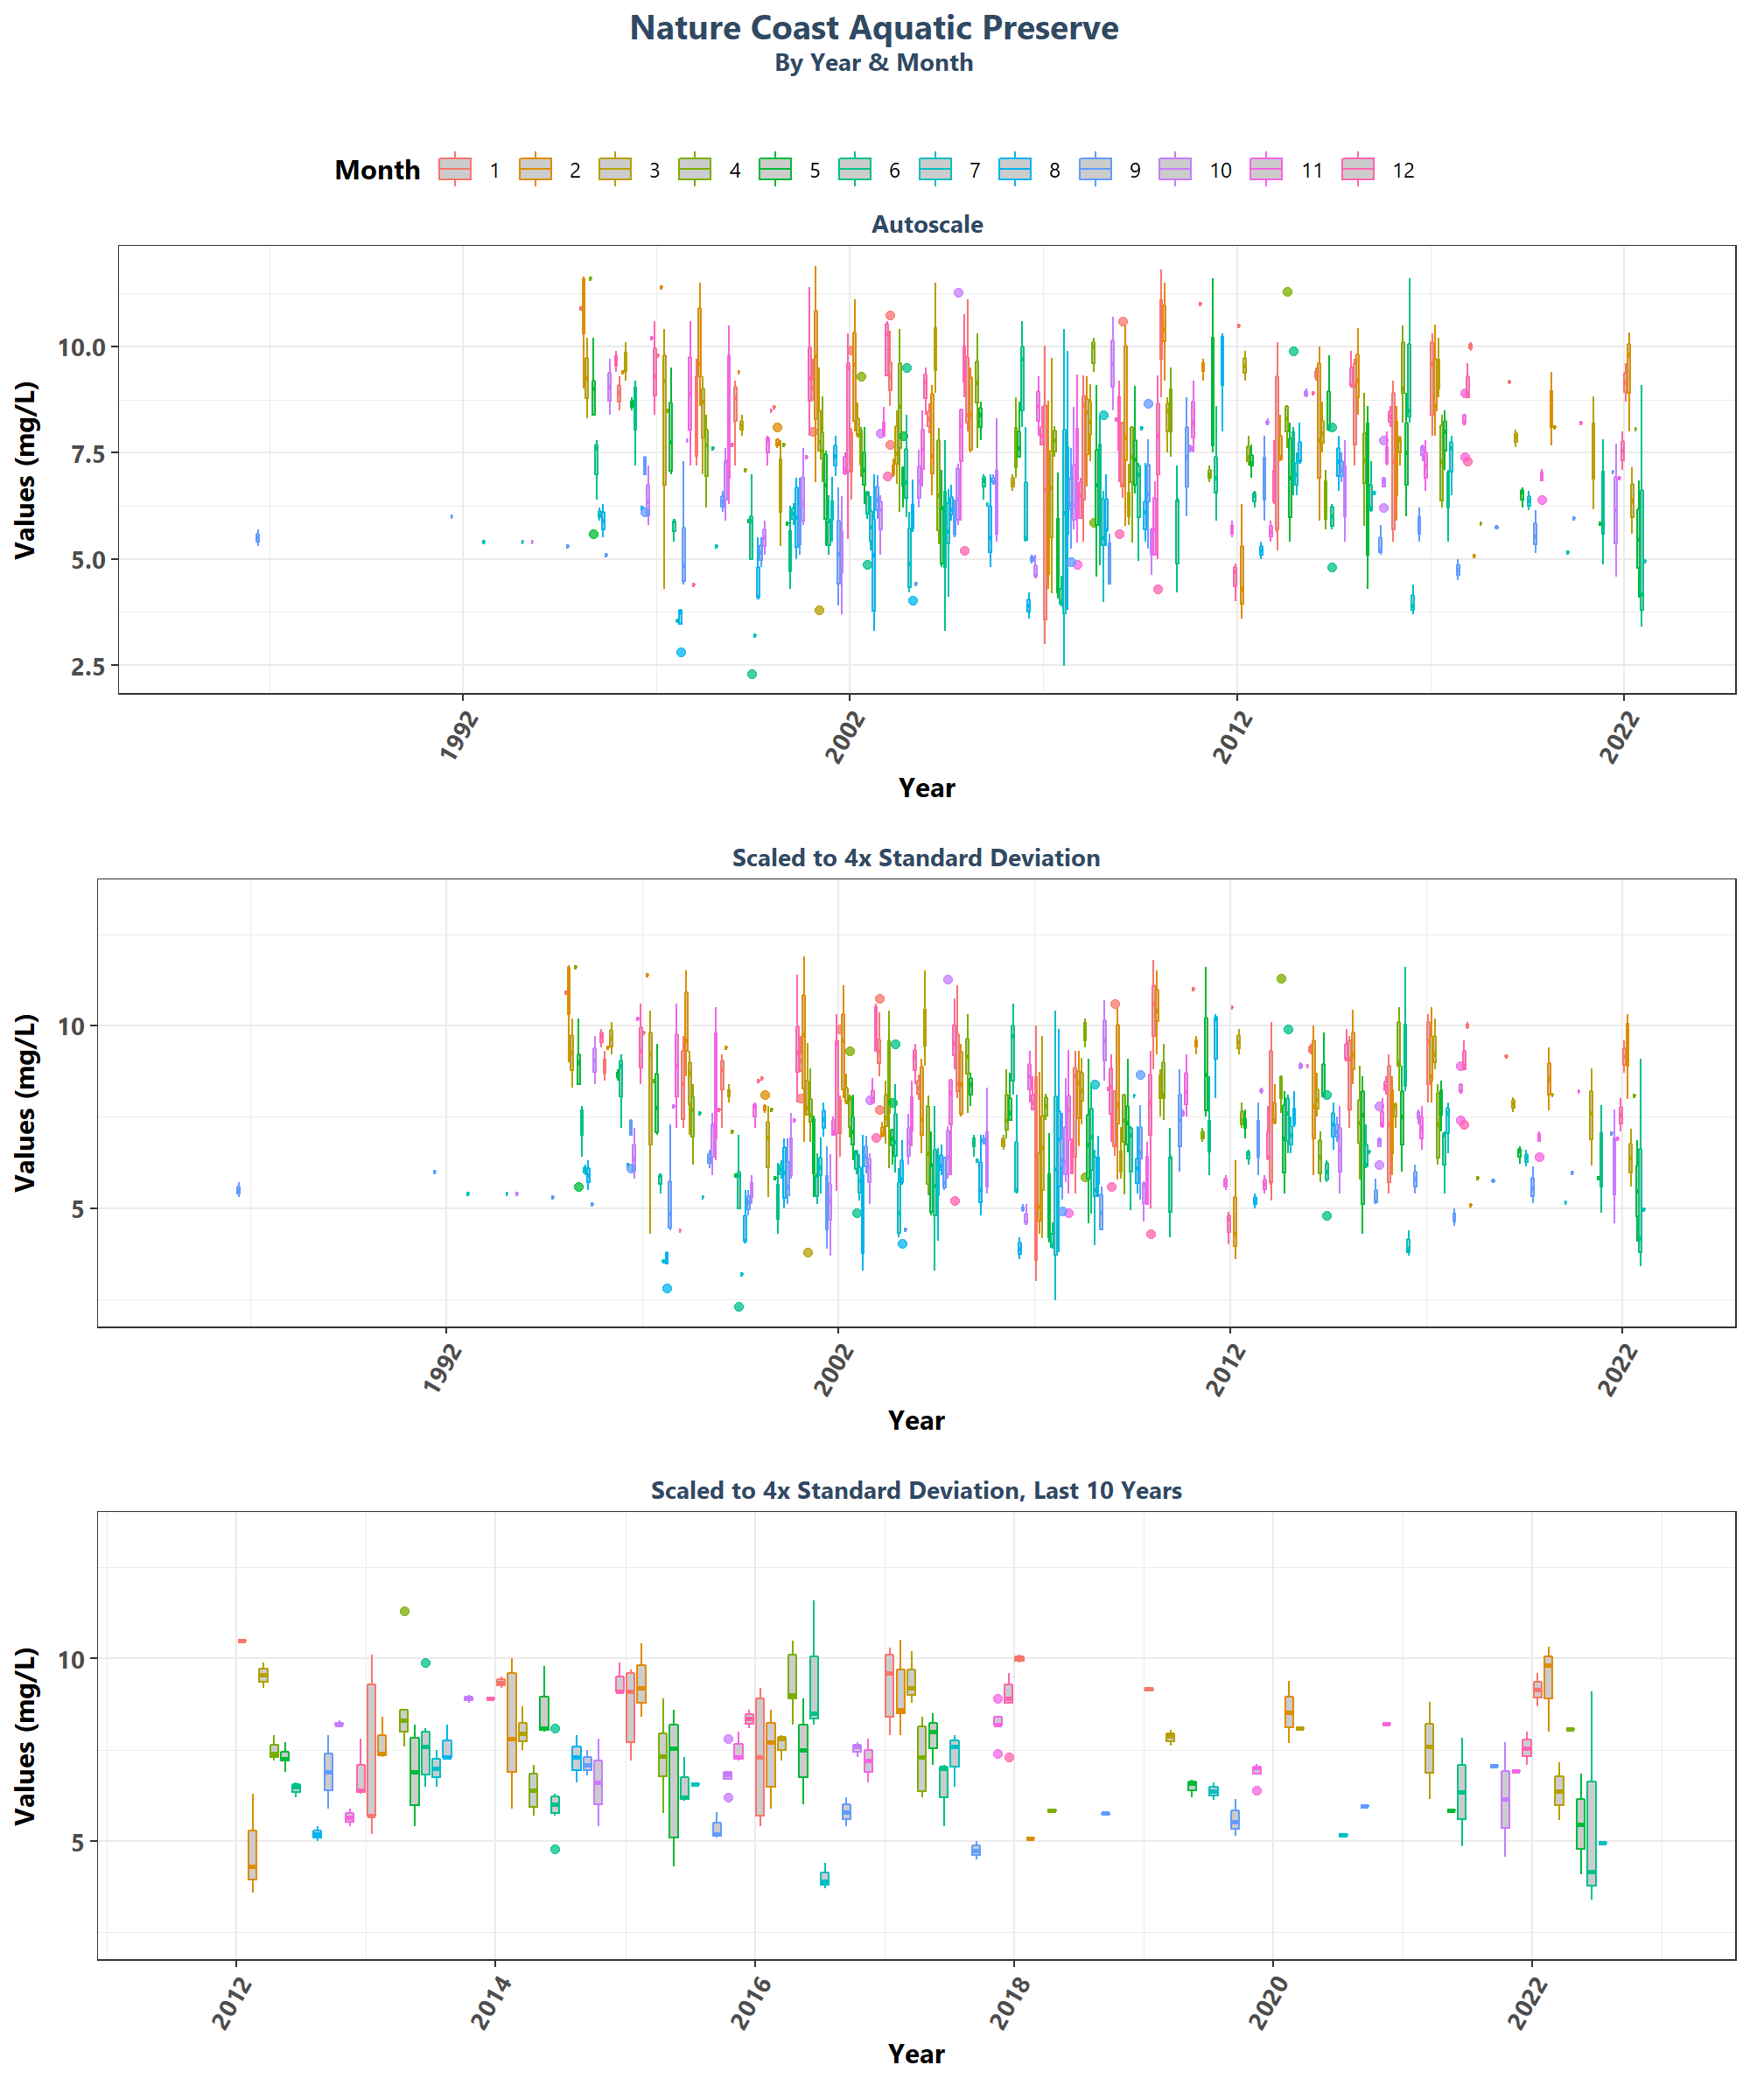 Nature Coast Aquatic Preserve
By Year & Month
Month 1 2 3 4 5 6 7 8 9 10 11 12
Autoscale
Values (mg/L)
10.0
7.5
5.0
2.5
1992 2002 2012 2022
Year
Scaled to 4x Standard Deviation
Values (mg/L)
10
5
1992 2002 2012 2022
Year
Scaled to 4x Standard Deviation, Last 10 Years
Values (mg/L)
10
5
2012 2014 2016 2018 2020 2022
Year